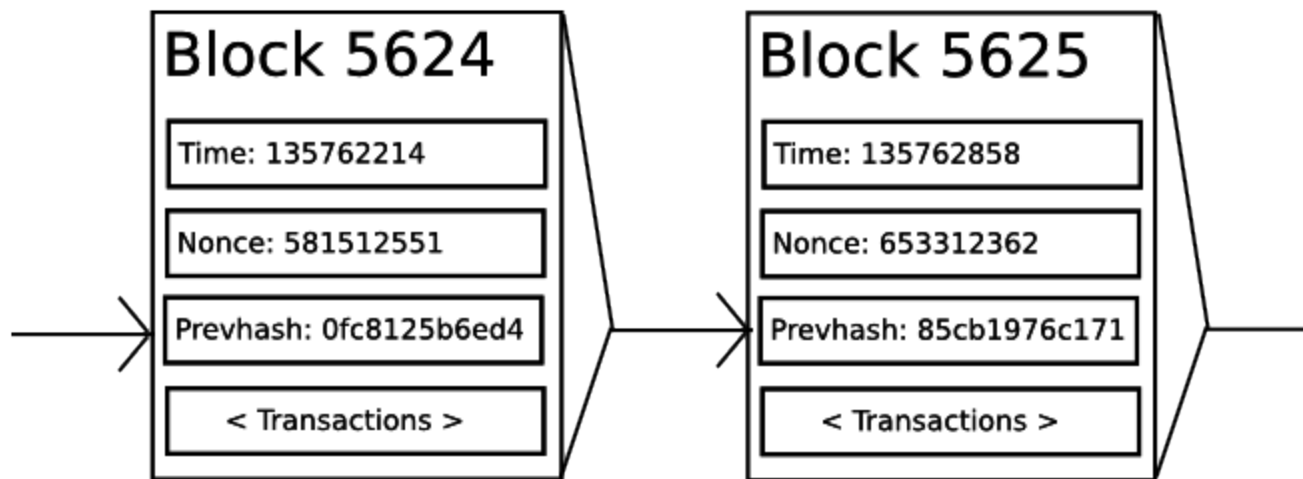 Block 5624
Time: 135762214
Nonce: 581512551
Prevhash: 0fc8125b6ed4
< Transactions >
Block 5625
Time: 135762858
Nonce: 653312362
Prevhash: 85cb1976c171
< Transactions >